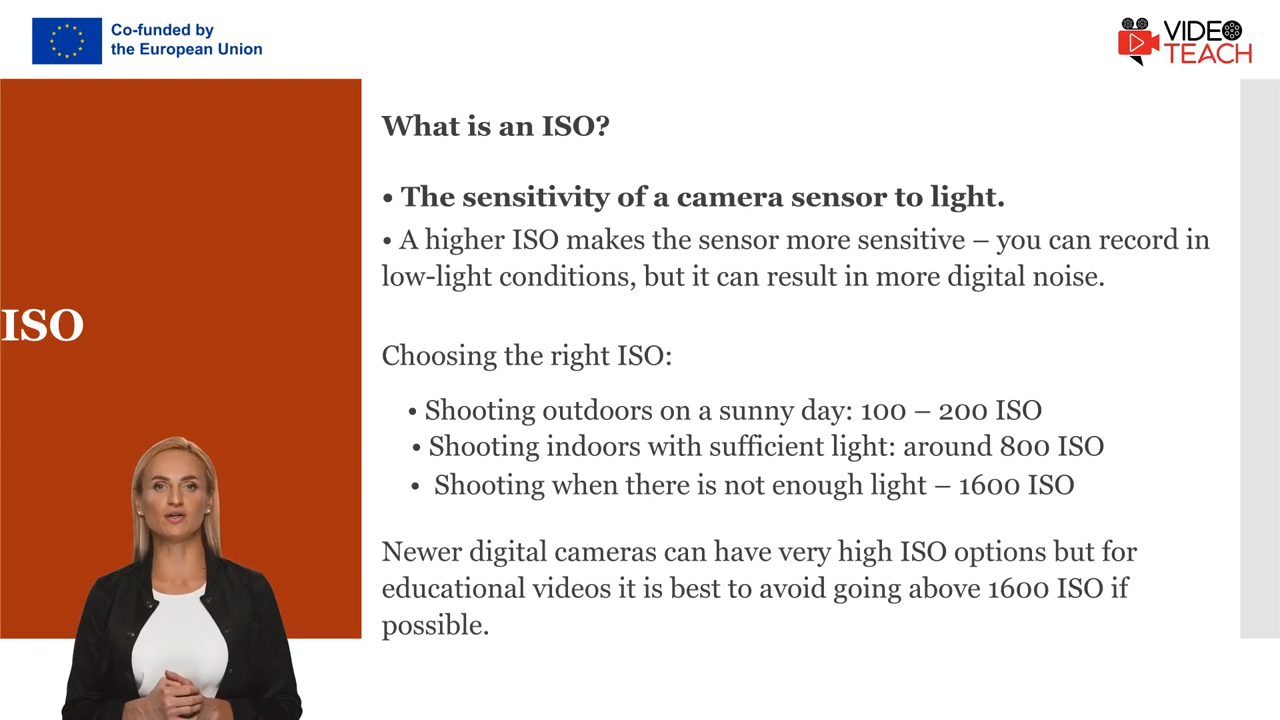 Co-funded by
the European Union
VIDEO
TEACH
What is an ISO?
• The sensitivity of a camera sensor to light.
• A higher ISO makes the sensor more sensitive – you can record in
low-light conditions, but it can result in more digital noise.
ISO
Choosing the right ISO:
• Shooting outdoors on a sunny day: 100 – 200 ISO
• Shooting indoors with sufficient light: around 800 ISO
• Shooting when there is not enough light – 1600 ISO
Newer digital cameras can have very high ISO options but for
educational videos it is best to avoid going above 1600 ISO if
possible.